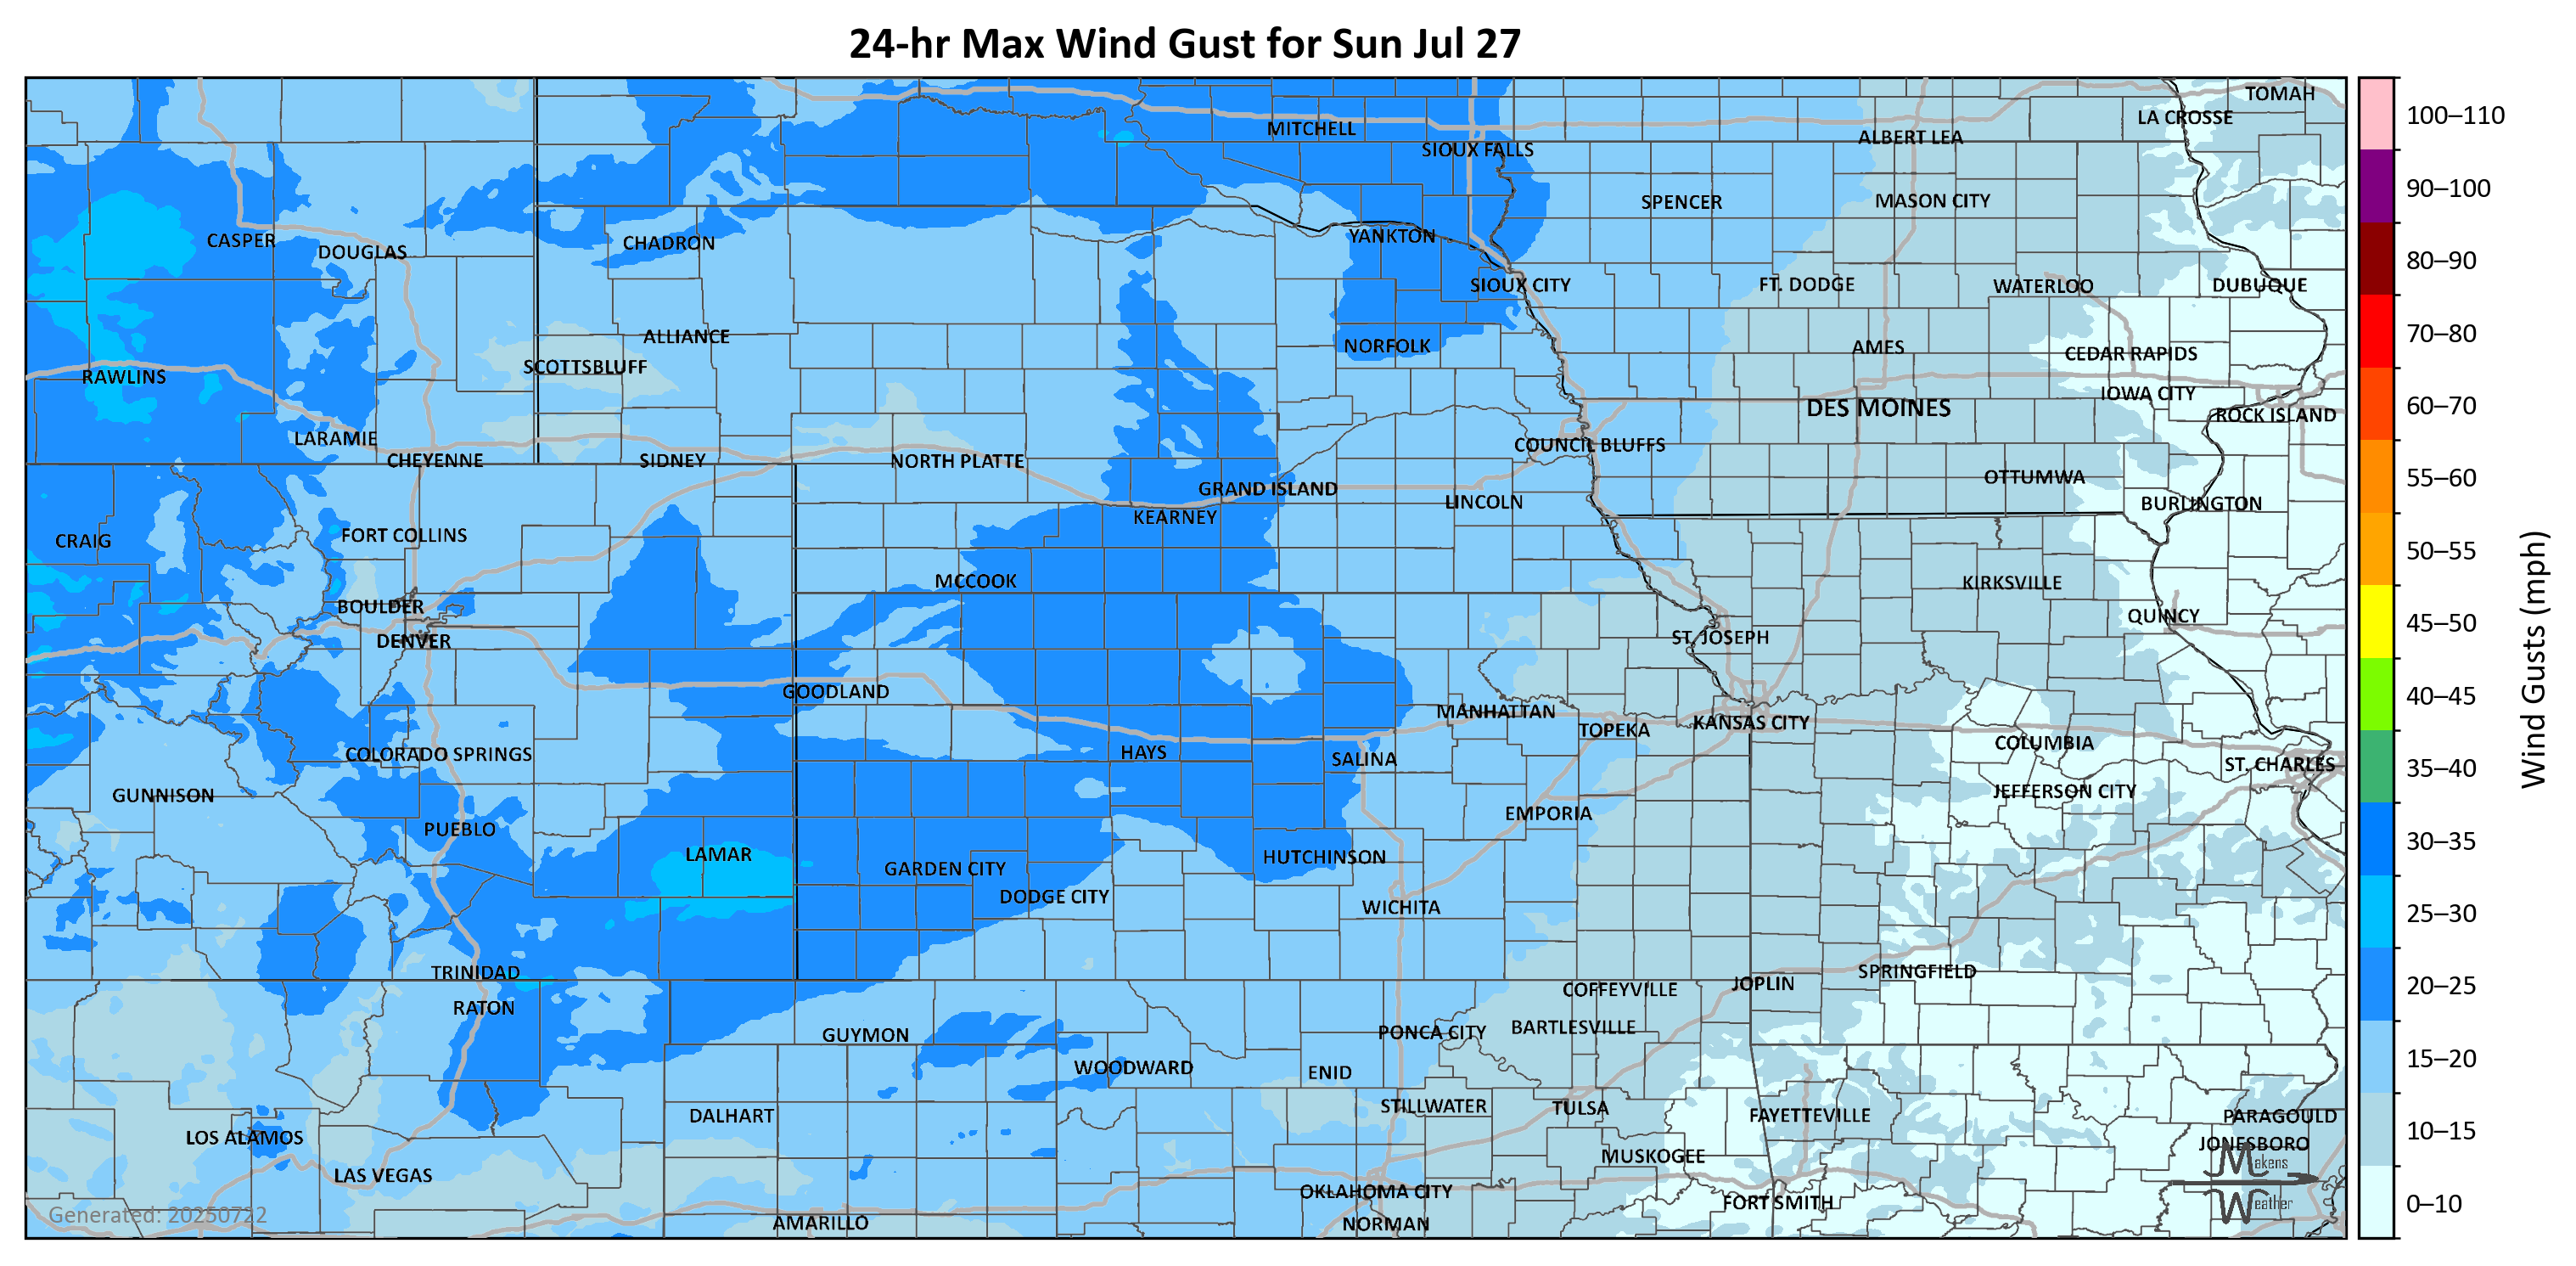 24-hr Max Wind Gust for Sun Jul 27
TOMAH
LA CROSSE
MITCHELL
ALBERT LEA
SIOUX FALLS
SPENCER
MASON CITY
CASPER
DOUGLAS
CHADRON
YANKTON
SIOUX CITY
FT. DODGE
WATERLOO
DUBUQUE
ALLIANCE
NORFOLK
AMES
CEDAR RAPIDS
SCOTTSBLUFF
RAWLINS
IOWA CITY
DES MOINES
ROCK ISLAND
LARAMIE
COUNCIL BLUFFS
CHEYENNE
SIDNEY
NORTH PLATTE
OTTUMWA
GRAND ISLAND
LINCOLN
BURLINGTON
KEARNEY
CRAIG
FORT COLLINS
MCCOOK
KIRKSVILLE
BOULDER
QUINCY
DENVER
ST. JOSEPH
GOODLAND
MANHATTAN
TOPEKA
KANSAS CITY
COLUMBIA
COLORADO SPRINGS
HAYS
SALINA
ST. CHARLES
GUNNISON
JEFFERSON CITY
EMPORIA
PUEBLO
LAMAR
GARDEN CITY
HUTCHINSON
DODGE CITY
WICHITA
TRINIDAD
SPRINGFIELD
JOPLIN
COFFEYVILLE
RATON
GUYMON
PONCA CITY
BARTLESVILLE
WOODWARD
ENID
DALHART
STILLWATER
TULSA
FAYETTEVILLE
PARAGOULD
LOS ALAMOS
JONESBORO
MUSKOGEE
LAS VEGAS
OKLAHOMA CITY
FORT SMITH
AMARILLO
NORMAN
Generated: 20250722
Makens
Weather
100–110
90–100
80–90
70–80
60–70
55–60
50–55
45–50
40–45
35–40
30–35
25–30
20–25
15–20
10–15
0–10
Wind Gusts (mph)